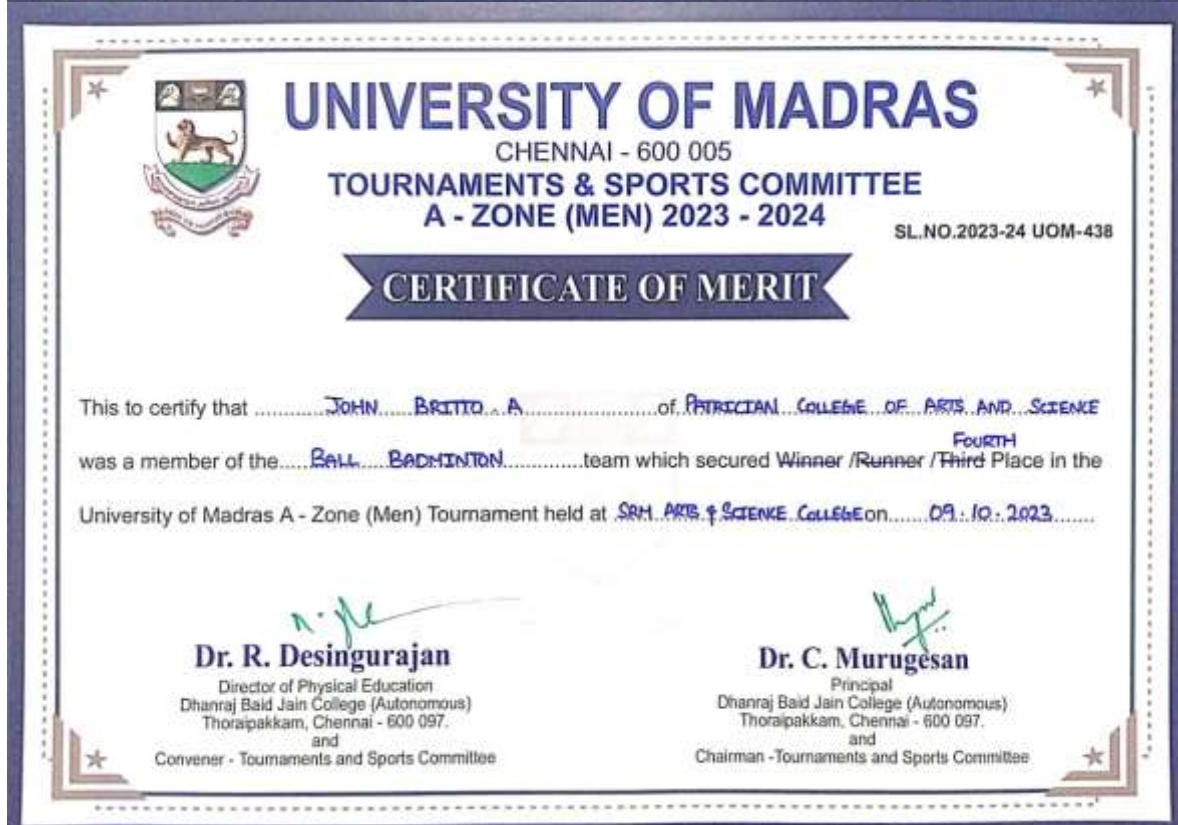 UNIVERSITY OF MADRAS
CHENNAI - 600 005
TOURNAMENTS & SPORTS COMMITTEE
A - ZONE (MEN) 2023 - 2024
SL.NO.2023-24 UOM-438
CERTIFICATE OF MERIT
This to certify that ............JOHN BRITTO. A......................of PATRICIAN COLLEGE OF ARTS AND SCIENCE
FOURTH
was a member of the.....BALL BADMINTON.............team which secured Winner /Runner /Third Place in the
University of Madras A - Zone (Men) Tournament held at SRM ARTS & SCIENCE COLLEGE on.......09.10.2023.......
Dr. R. Desingurajan
Director of Physical Education
Dhanraj Baid Jain College (Autonomous)
Thoraipakkam, Chennai - 600 097.
and
Convener - Tournaments and Sports Committee
Dr. C. Murugesan
Principal
Dhanraj Baid Jain College (Autonomous)
Thoraipakkam, Chennai - 600 097.
and
Chairman -Tournaments and Sports Committee